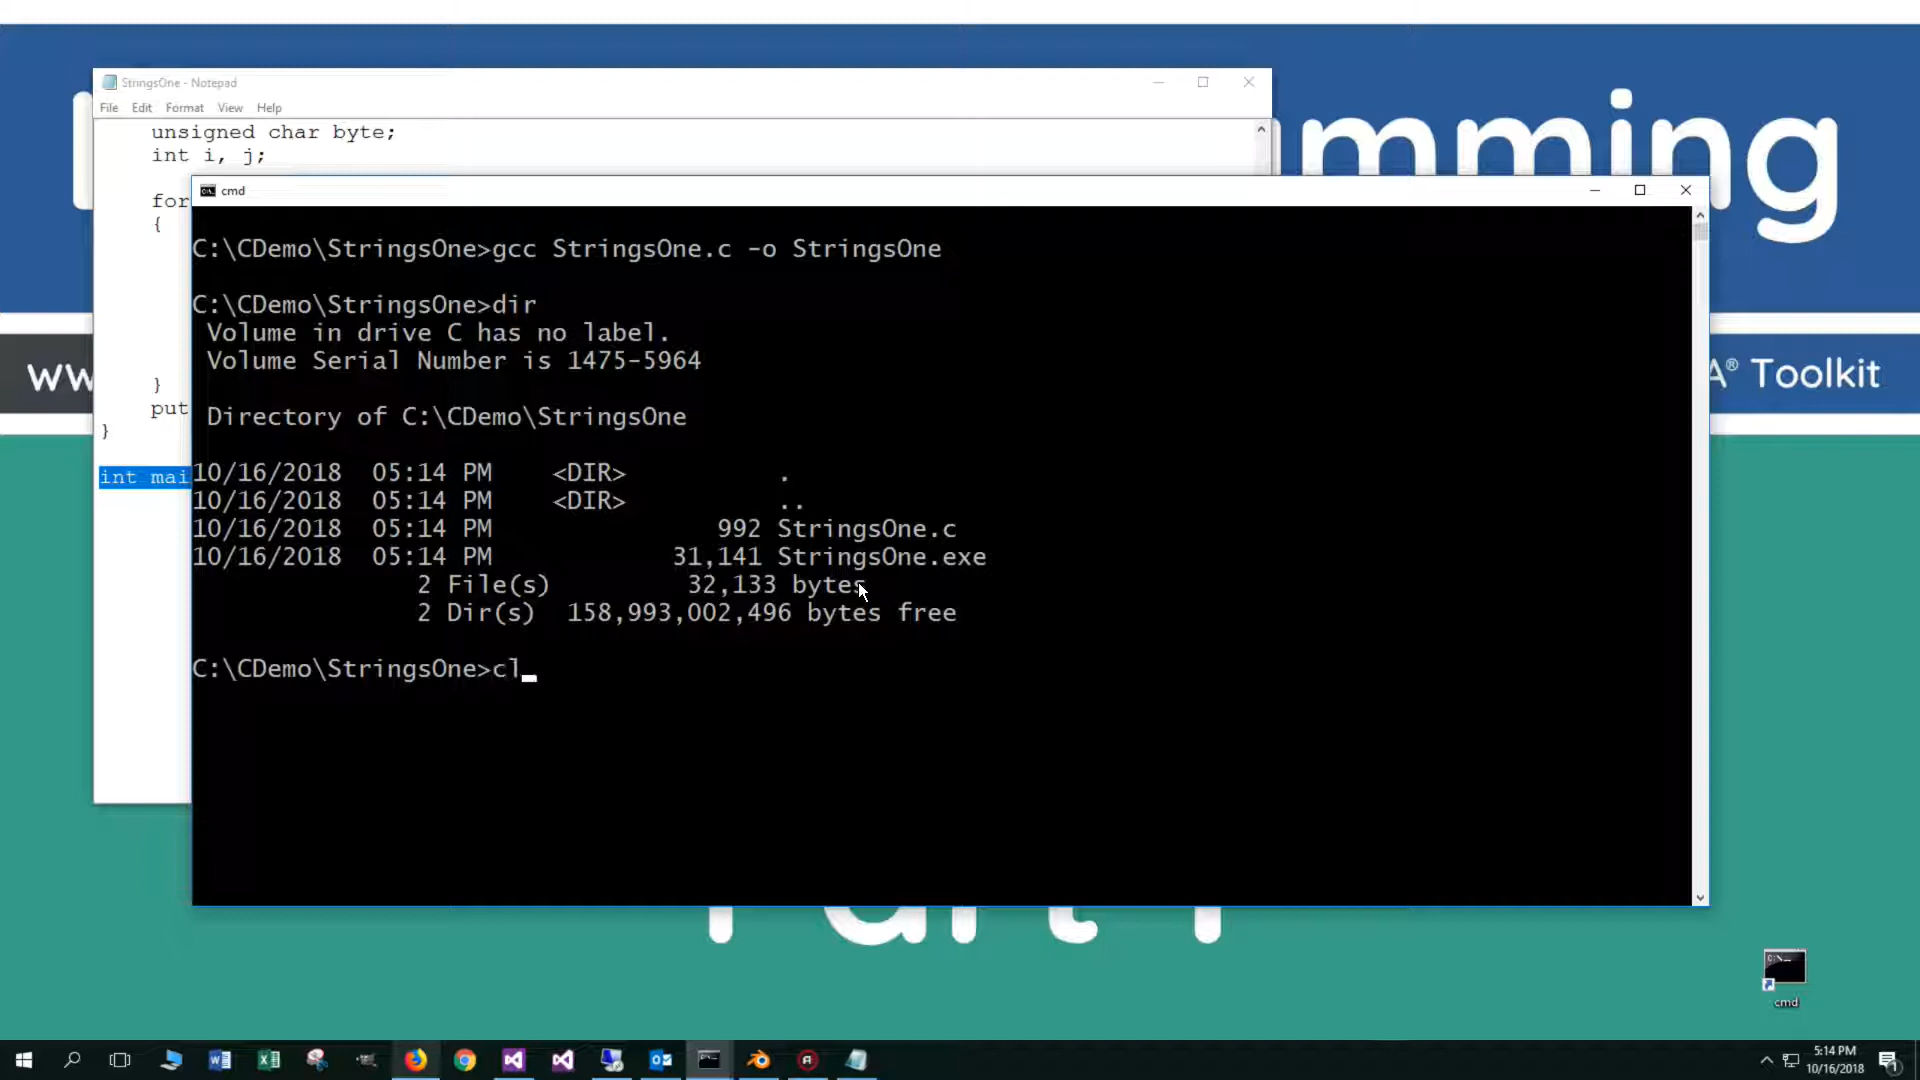 StringsOne - Notepad
File Edit Format View Help
unsigned char byte;
int i, j;
mming
cmd
for
{
C:\CDemo\StringsOne>gcc StringsOne.c -o StringsOne
C:\CDemo\StringsOne>dir
Volume in drive C has no label.
Volume Serial Number is 1475-5964
ww
A® Toolkit
}
put
Directory of C:\CDemo\StringsOne
}
int mai
10/16/2018 05:14 PM <DIR> .
10/16/2018 05:14 PM <DIR> ..
10/16/2018 05:14 PM 992 StringsOne.c
10/16/2018 05:14 PM 31,141 StringsOne.exe
2 File(s) 32,133 bytes
2 Dir(s) 158,993,002,496 bytes free
C:\CDemo\StringsOne>cl
cmd
5:14 PM
10/16/2018